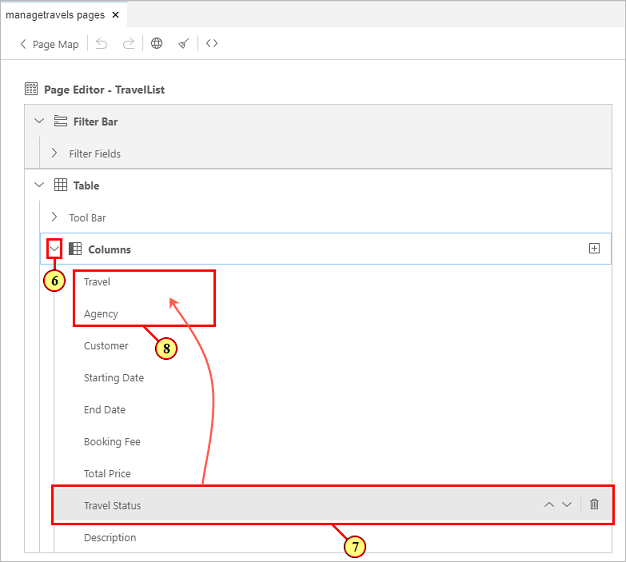 managetravels pages
Page Map
Page Editor - TravelList
Filter Bar
Filter Fields
Table
Tool Bar
Columns
6
Travel
Agency
8
Customer
Starting Date
End Date
Booking Fee
Total Price
Travel Status
Description
7